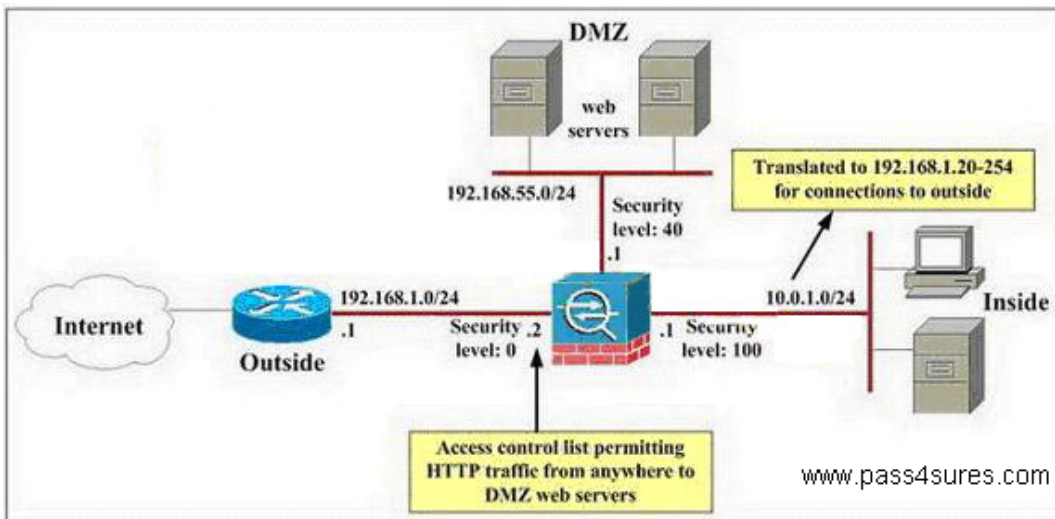 DMZ
web
servers
Translated to 192.168.1.20-254
for connections to outside
192.168.55.0/24
Security
level: 40
.1
Internet
192.168.1.0/24
.1
Outside
Security
level: 0
.2
.1
Security
level: 100
10.0.1.0/24
Inside
Access control list permitting
HTTP traffic from anywhere to
DMZ web servers
www.pass4sures.com